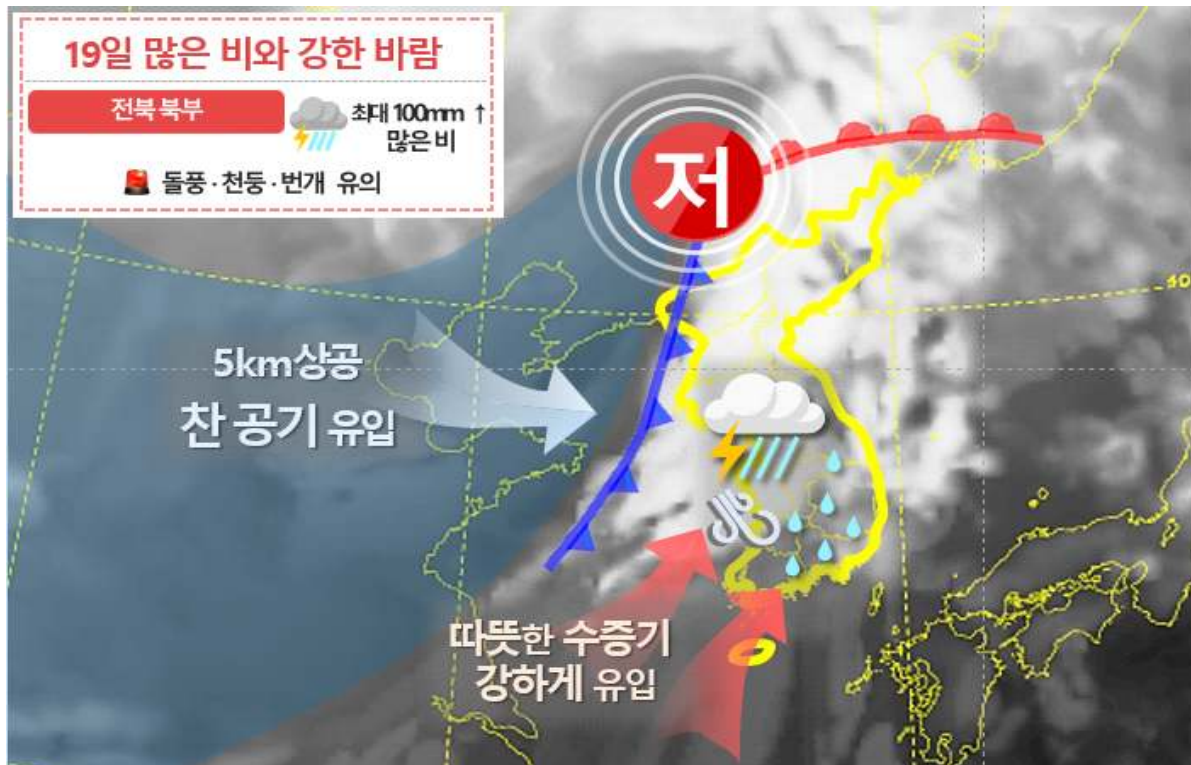 19일 많은 비와 강한 바람
전북 북부
최대 100mm ↑
많은 비
돌풍·천둥·번개 유의
저
40
5km상공
찬 공기 유입
따뜻한 수증기
강하게 유입